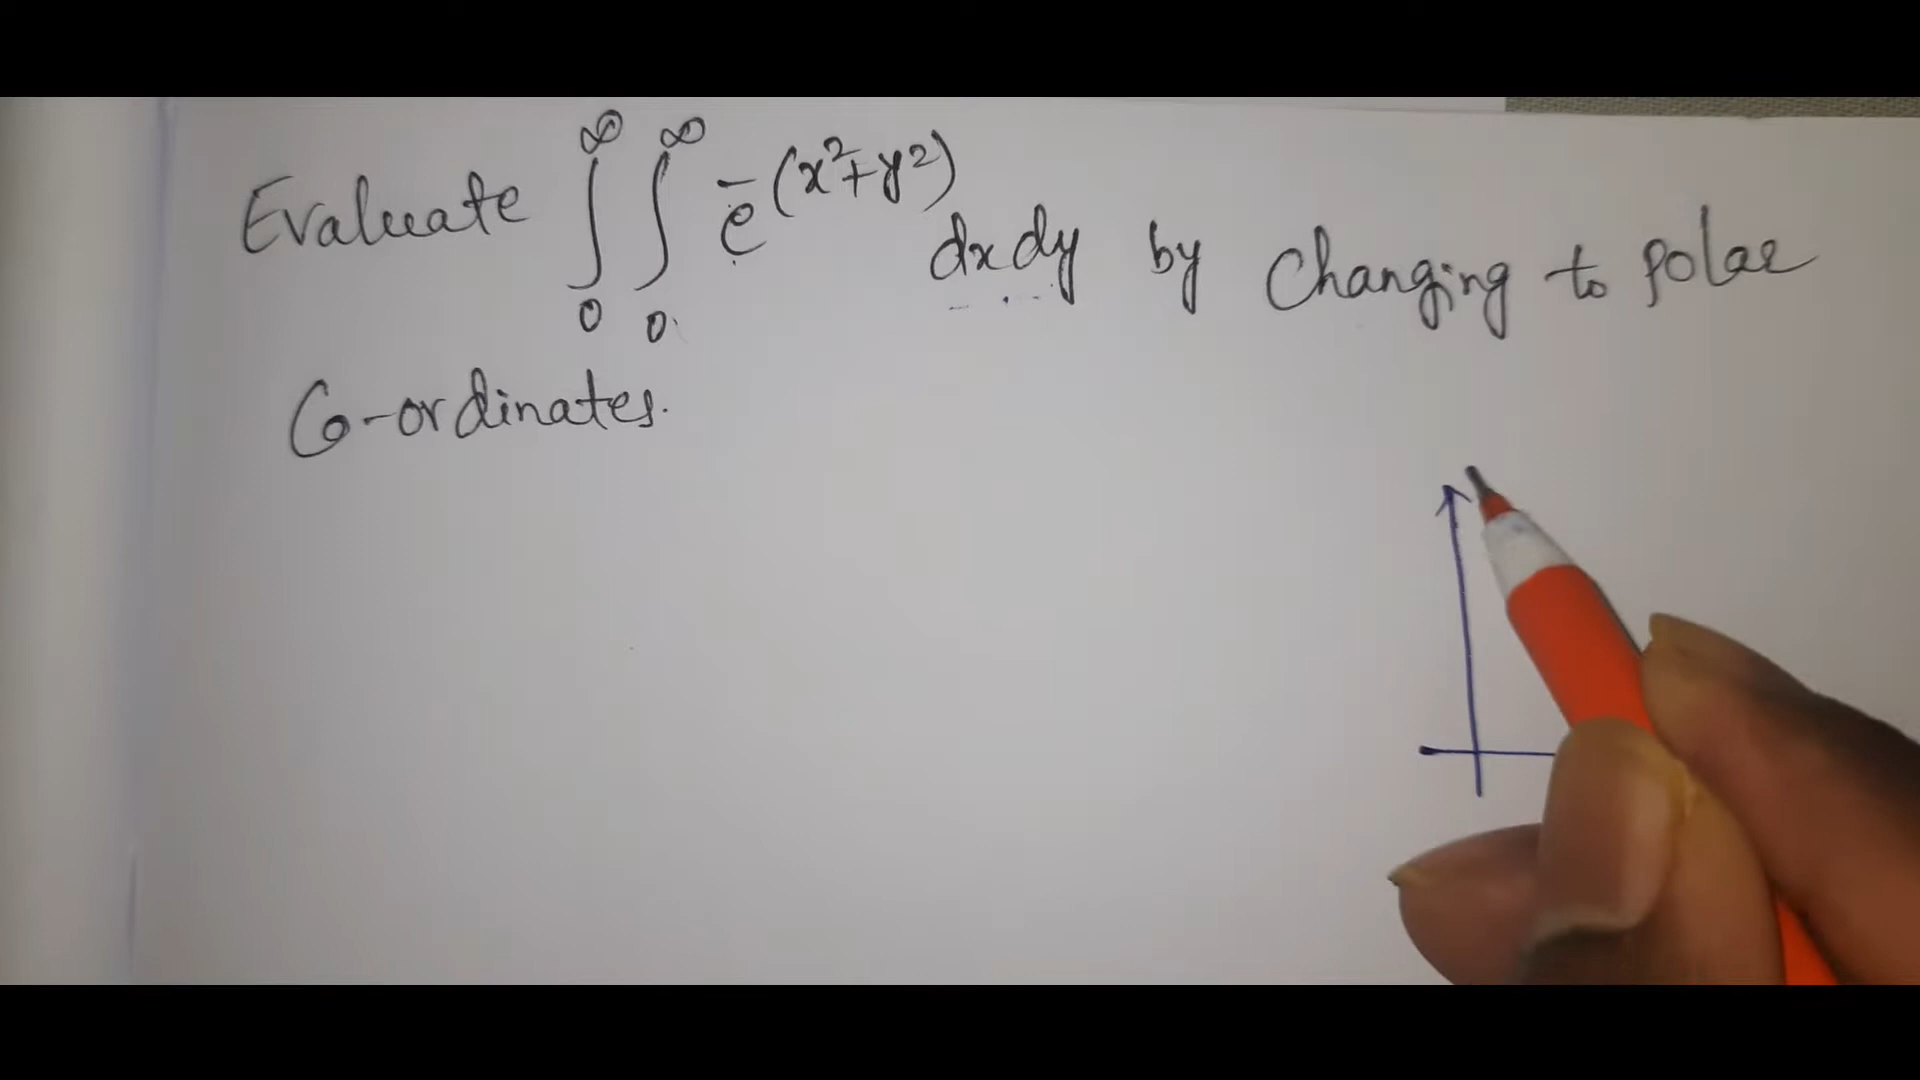 Evaluate ∫₀^∞ ∫₀^∞ e^-(x²+y²) dx dy by Changing to polar
Co-ordinates.